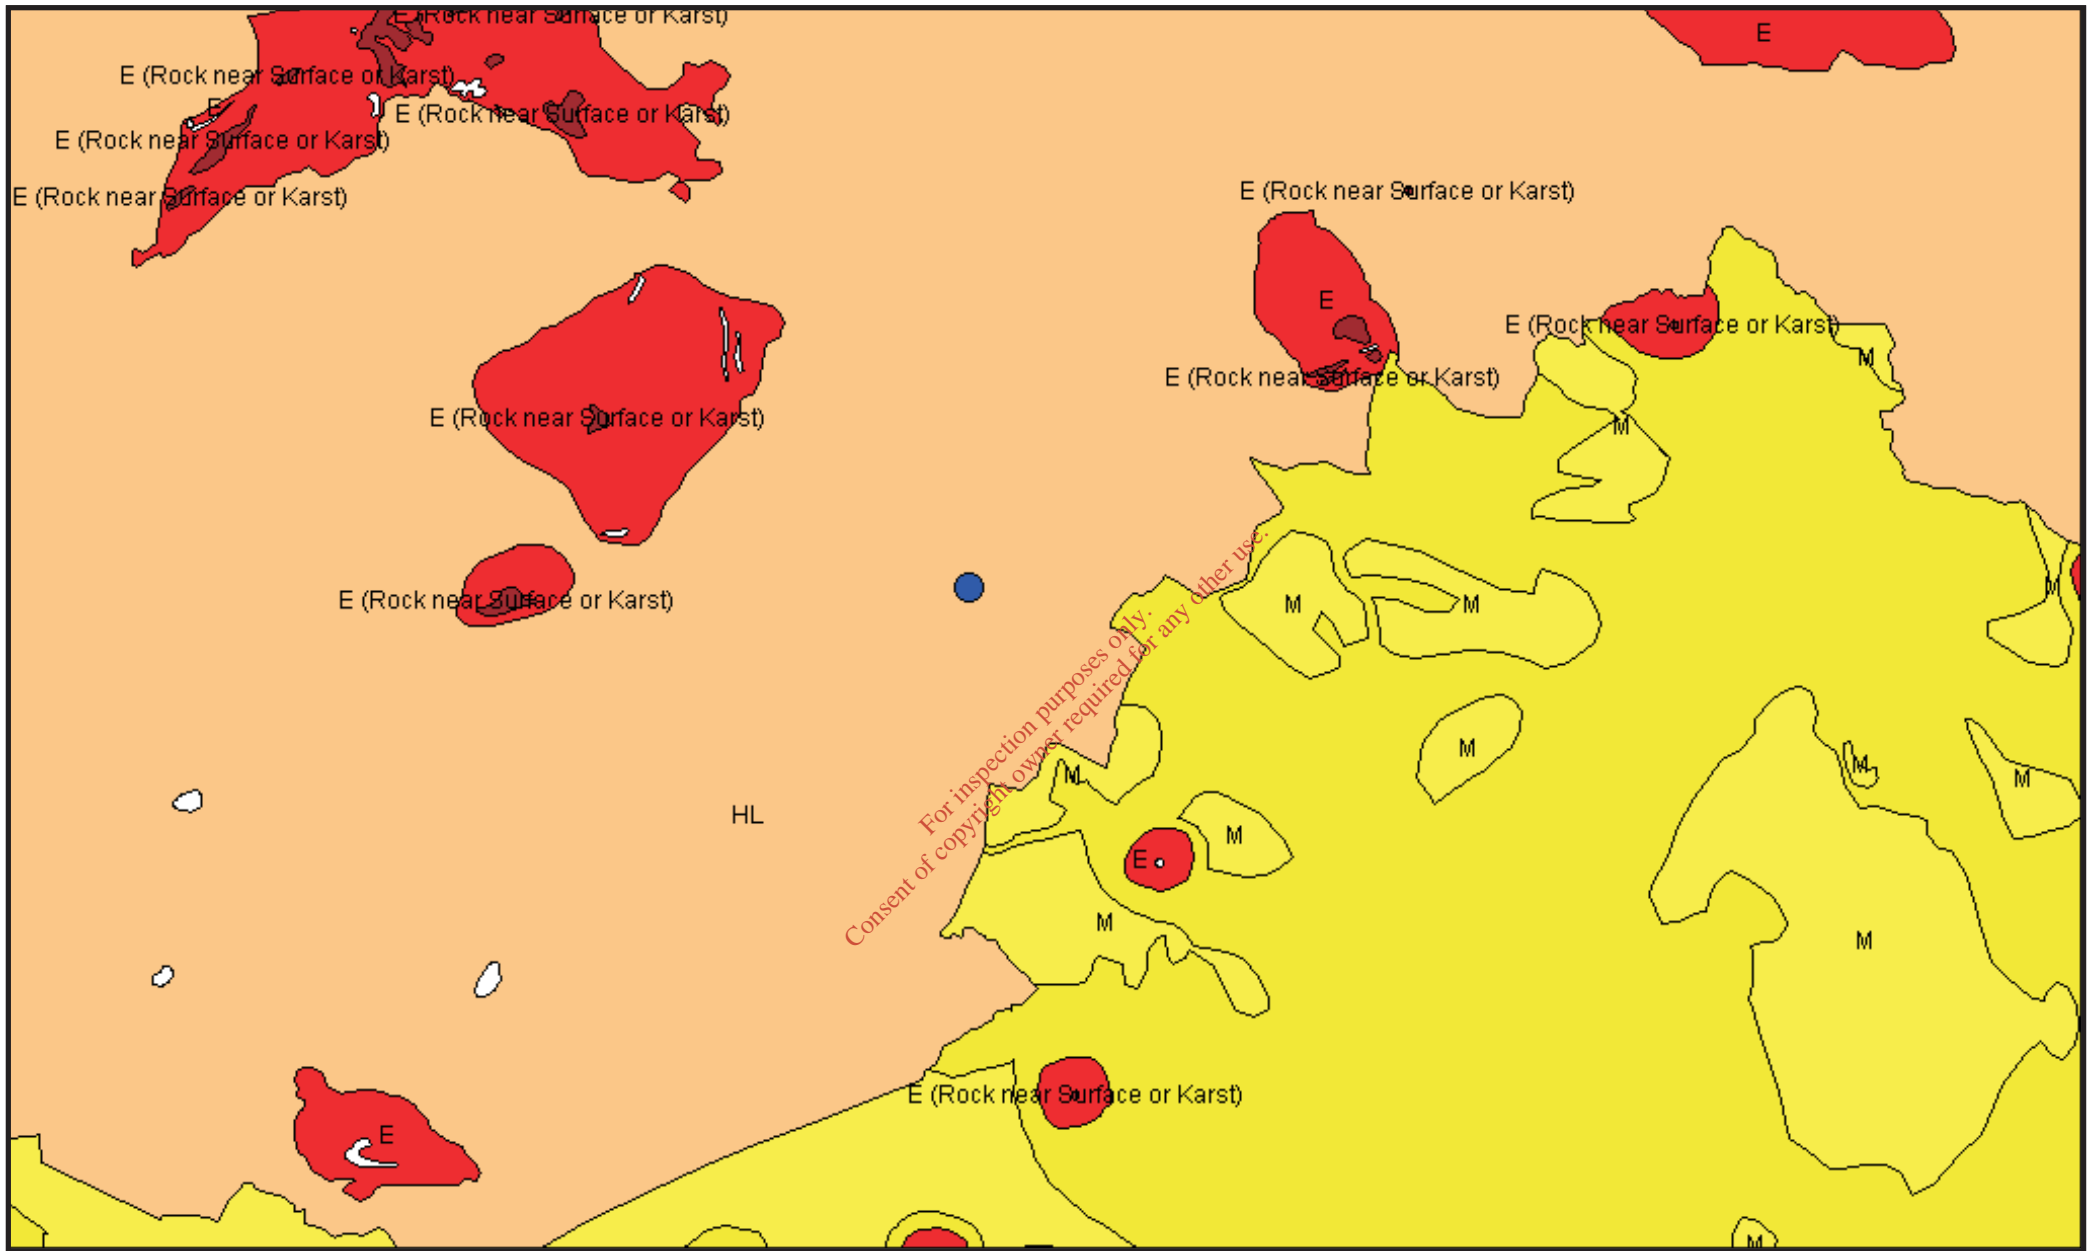 E (Rock near Surface or Karst)
E
E (Rock near Surface or Karst)
E
E (Rock near Surface or Karst)
E (Rock near Surface or Karst)
E (Rock near Surface or Karst)
E (Rock near Surface or Karst)
E
E (Rock near Surface or Karst)
M
E (Rock near Surface or Karst)
E (Rock near Surface or Karst)
M
M
E (Rock near Surface or Karst)
M
M
For inspection purposes only.
Consent of copyright owner required for any other use.
M
M
M
M
HL
M
E
M
M
E (Rock near Surface or Karst)
E
M